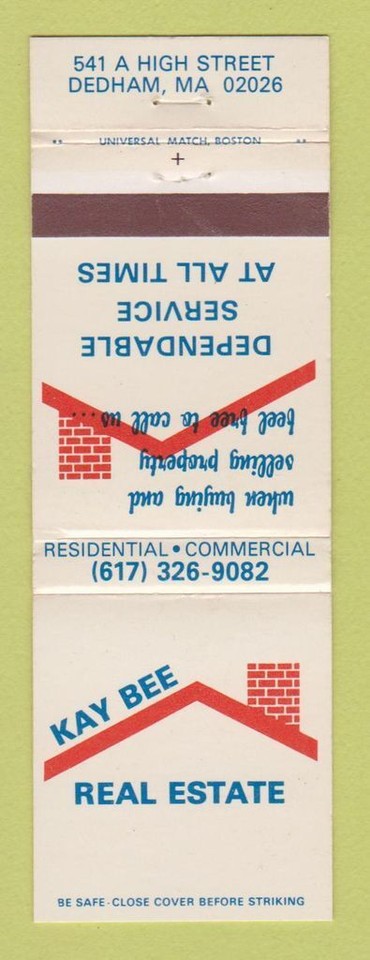 541 A HIGH STREET
DEDHAM, MA 02026
** UNIVERSAL MATCH, BOSTON **
+
when buying and
selling property
feel free to call us...
DEPENDABLE
SERVICE
AT ALL TIMES
RESIDENTIAL • COMMERCIAL
(617) 326-9082
KAY BEE
REAL ESTATE
BE SAFE-CLOSE COVER BEFORE STRIKING